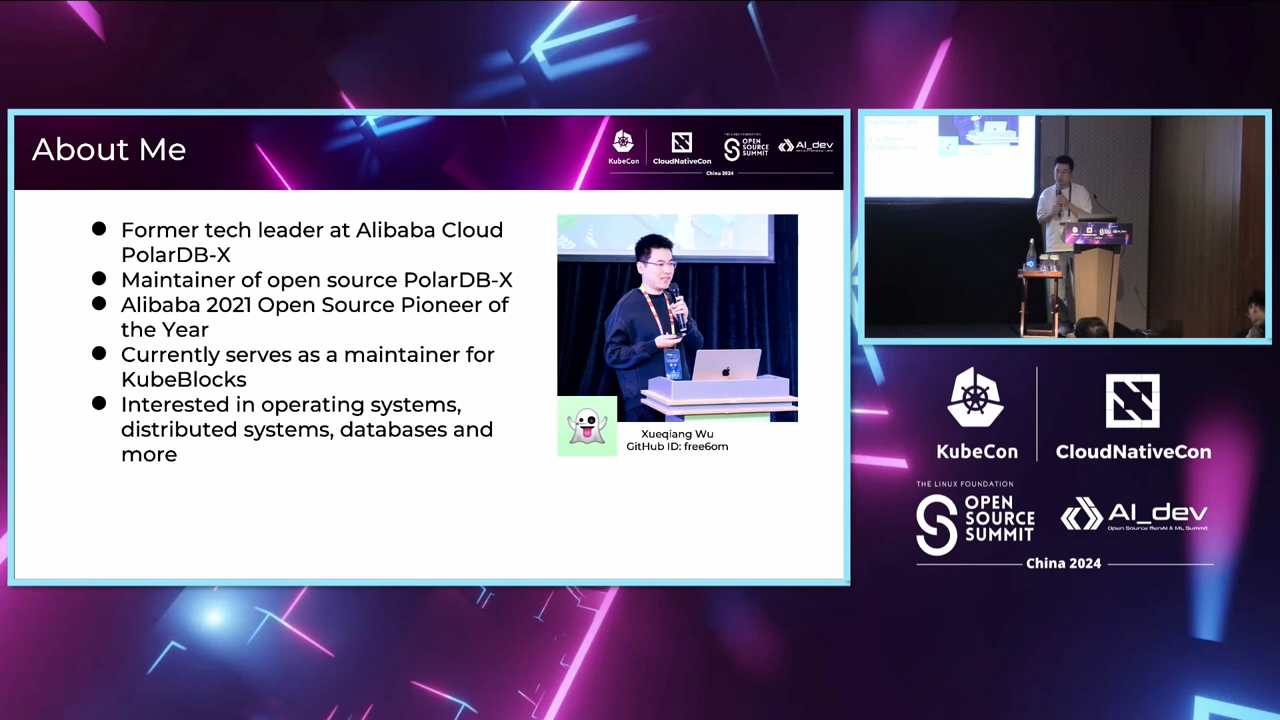 About Me
KubeCon
CloudNativeCon
THE LINUX FOUNDATION
OPEN
SOURCE
SUMMIT
AI_dev
China 2024
● Former tech leader at Alibaba Cloud
PolarDB-X
● Maintainer of open source PolarDB-X
● Alibaba 2021 Open Source Pioneer of
the Year
● Currently serves as a maintainer for
KubeBlocks
● Interested in operating systems,
distributed systems, databases and
more
Xueqiang Wu
GitHub ID: free6om
KubeCon
CloudNativeCon
THE LINUX FOUNDATION
OPEN
SOURCE
SUMMIT
AI_dev
Open Source GenAI & ML Summit
China 2024